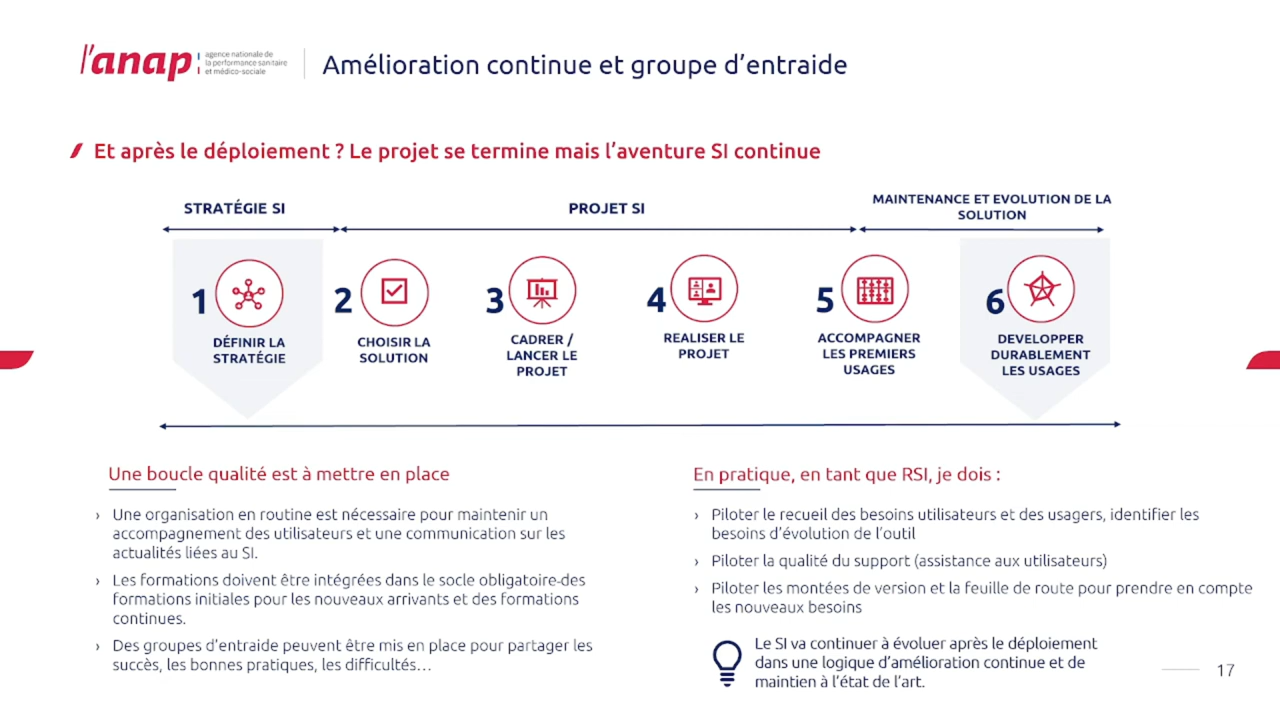 l'anap
agence nationale de
la performance sanitaire
et médico-sociale
Amélioration continue et groupe d'entraide
Et après le déploiement ? Le projet se termine mais l'aventure SI continue
STRATÉGIE SI
PROJET SI
MAINTENANCE ET EVOLUTION DE LA
SOLUTION
1
DÉFINIR LA
STRATÉGIE
2
CHOISIR LA
SOLUTION
3
CADRER /
LANCER LE
PROJET
4
REALISER LE
PROJET
5
ACCOMPAGNER
LES PREMIERS
USAGES
6
DEVELOPPER
DURABLEMENT
LES USAGES
Une boucle qualité est à mettre en place
› Une organisation en routine est nécessaire pour maintenir un
accompagnement des utilisateurs et une communication sur les
actualités liées au SI.
› Les formations doivent être intégrées dans le socle obligatoire-des
formations initiales pour les nouveaux arrivants et des formations
continues.
› Des groupes d'entraide peuvent être mis en place pour partager les
succès, les bonnes pratiques, les difficultés…
En pratique, en tant que RSI, je dois :
› Piloter le recueil des besoins utilisateurs et des usagers, identifier les
besoins d'évolution de l'outil
› Piloter la qualité du support (assistance aux utilisateurs)
› Piloter les montées de version et la feuille de route pour prendre en compte
les nouveaux besoins
Le SI va continuer à évoluer après le déploiement
dans une logique d'amélioration continue et de
maintien à l'état de l'art.
17